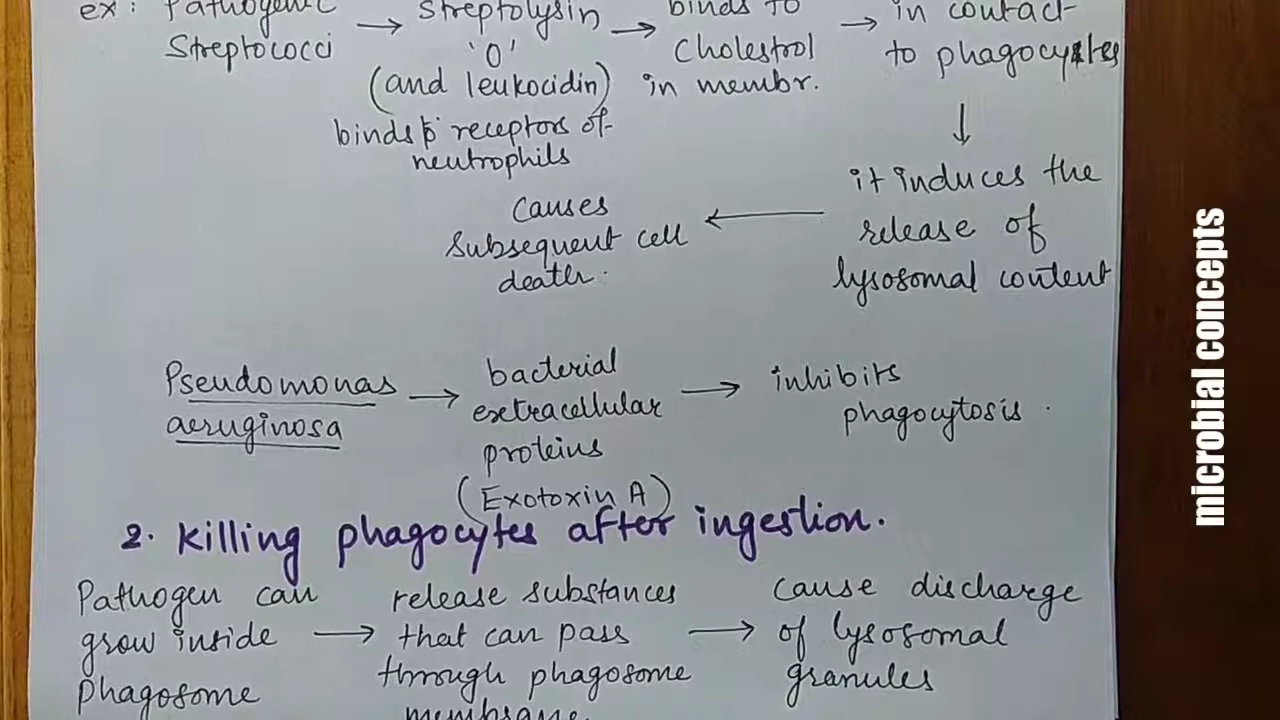 ex: Pathogenic → Streptolysin → binds to → in contact
Streptococci 'O' Cholestrol to phagocytes
(and leukocidin) in membr.
binds to receptors of
neutrophils
it induces the
Causes ← release of
Subsequent cell lysosomal content
death.
Pseudomonas → bacterial → inhibits
aeruginosa extracellular phagocytosis.
proteins
(Exotoxin A)
2. Killing phagocytes after ingestion.
Pathogen can release substances cause discharge
grow inside → that can pass → of lysosomal
phagosome through phagosome granules
membrane
microbial concepts